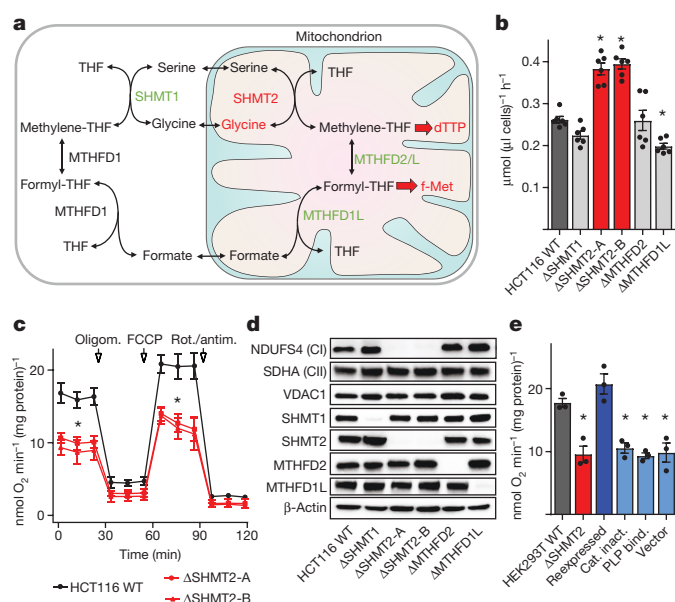 a
Mitochondrion
THF Serine Serine THF
SHMT1 SHMT2
Methylene-THF Glycine Glycine Methylene-THF dTTP
MTHFD1 MTHFD2/L
Formyl-THF Formyl-THF f-Met
MTHFD1 MTHFD1L
THF Formate Formate THF
b
μmol (μl cells)⁻¹ h⁻¹
0.4
0.3
0.2
* * *
HCT116 WT
ΔSHMT1
ΔSHMT2-A
ΔSHMT2-B
ΔMTHFD2
ΔMTHFD1L
c
Oligom. FCCP Rot./antim.
nmol O₂ min⁻¹ (mg protein)⁻¹
20
10
0
* *
0 30 60 90 120
Time (min)
HCT116 WT
ΔSHMT2-A
ΔSHMT2-B
d
NDUFS4 (CI)
SDHA (CII)
VDAC1
SHMT1
SHMT2
MTHFD2
MTHFD1L
β-Actin
HCT116 WT
ΔSHMT1
ΔSHMT2-A
ΔSHMT2-B
ΔMTHFD2
ΔMTHFD1L
e
nmol O₂ min⁻¹ (mg protein)⁻¹
20
10
0
* * * *
HEK293T WT
ΔSHMT2
Reexpressed
Cat. inact.
PLP bind.
Vector